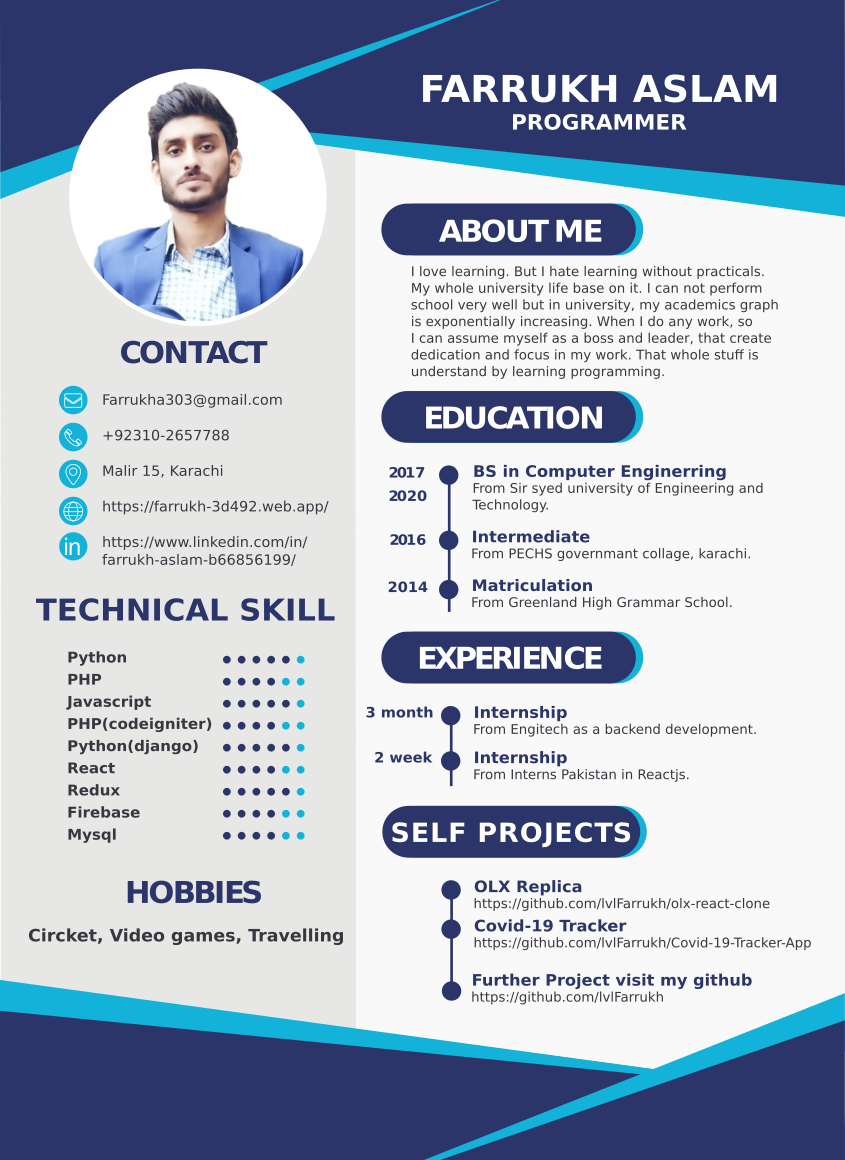 FARRUKH ASLAM
PROGRAMMER
CONTACT
Farrukha303@gmail.com
+92310-2657788
Malir 15, Karachi
https://farrukh-3d492.web.app/
in
https://www.linkedin.com/in/
farrukh-aslam-b66856199/
TECHNICAL SKILL
Python
PHP
Javascript
PHP(codeigniter)
Python(django)
React
Redux
Firebase
Mysql
HOBBIES
Circket, Video games, Travelling
ABOUT ME
I love learning. But I hate learning without practicals.
My whole university life base on it. I can not perform
school very well but in university, my academics graph
is exponentially increasing. When I do any work, so
I can assume myself as a boss and leader, that create
dedication and focus in my work. That whole stuff is
understand by learning programming.
EDUCATION
2017 BS in Computer Enginerring
2020 From Sir syed university of Engineering and
Technology.
2016 Intermediate
From PECHS governmant collage, karachi.
2014 Matriculation
From Greenland High Grammar School.
EXPERIENCE
3 month Internship
From Engitech as a backend development.
2 week Internship
From Interns Pakistan in Reactjs.
SELF PROJECTS
OLX Replica
https://github.com/lvlFarrukh/olx-react-clone
Covid-19 Tracker
https://github.com/lvlFarrukh/Covid-19-Tracker-App
Further Project visit my github
https://github.com/lvlFarrukh